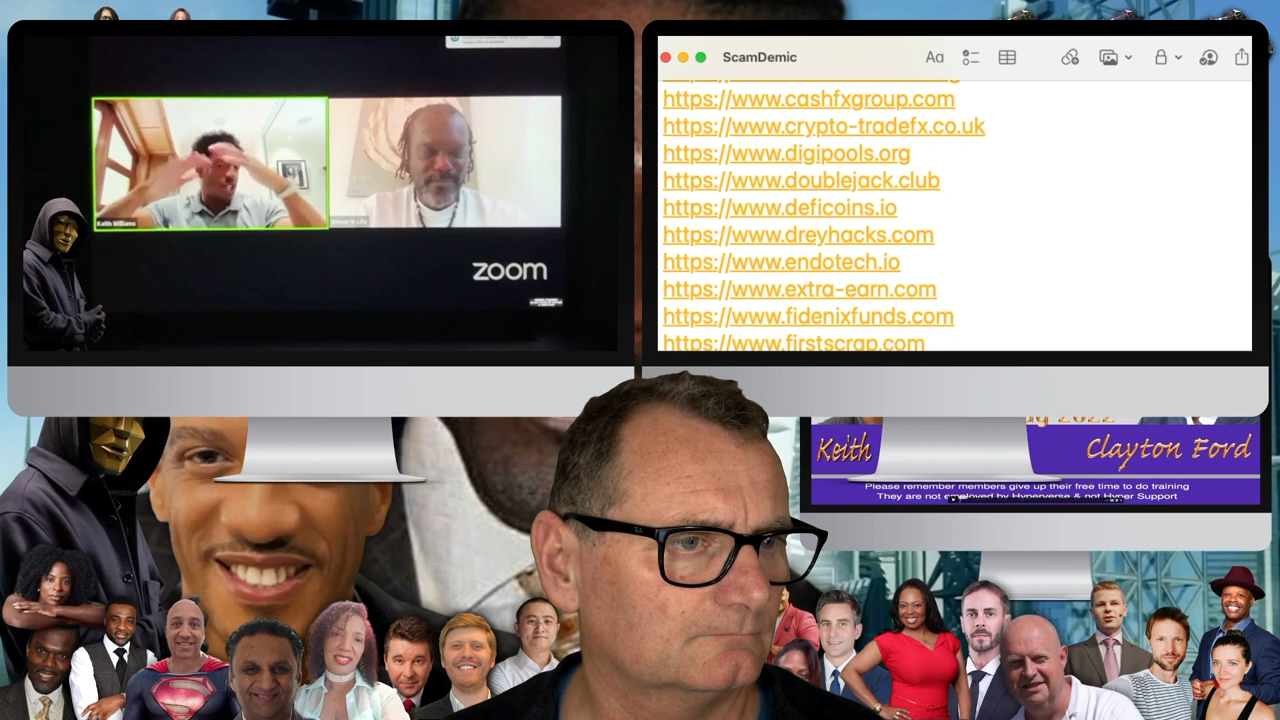 Keith Williams
zoom
ScamDemic
Aa
https://www.cashfxgroup.com
https://www.crypto-tradefx.co.uk
https://www.digipools.org
https://www.doublejack.club
https://www.deficoins.io
https://www.dreyhacks.com
https://www.endotech.io
https://www.extra-earn.com
https://www.fidenixfunds.com
https://www.firstscrap.com
2022
Keith
Clayton Ford
Please remember members give up their free time to do training
They are not employed by Hyperverse & not Hyper Support